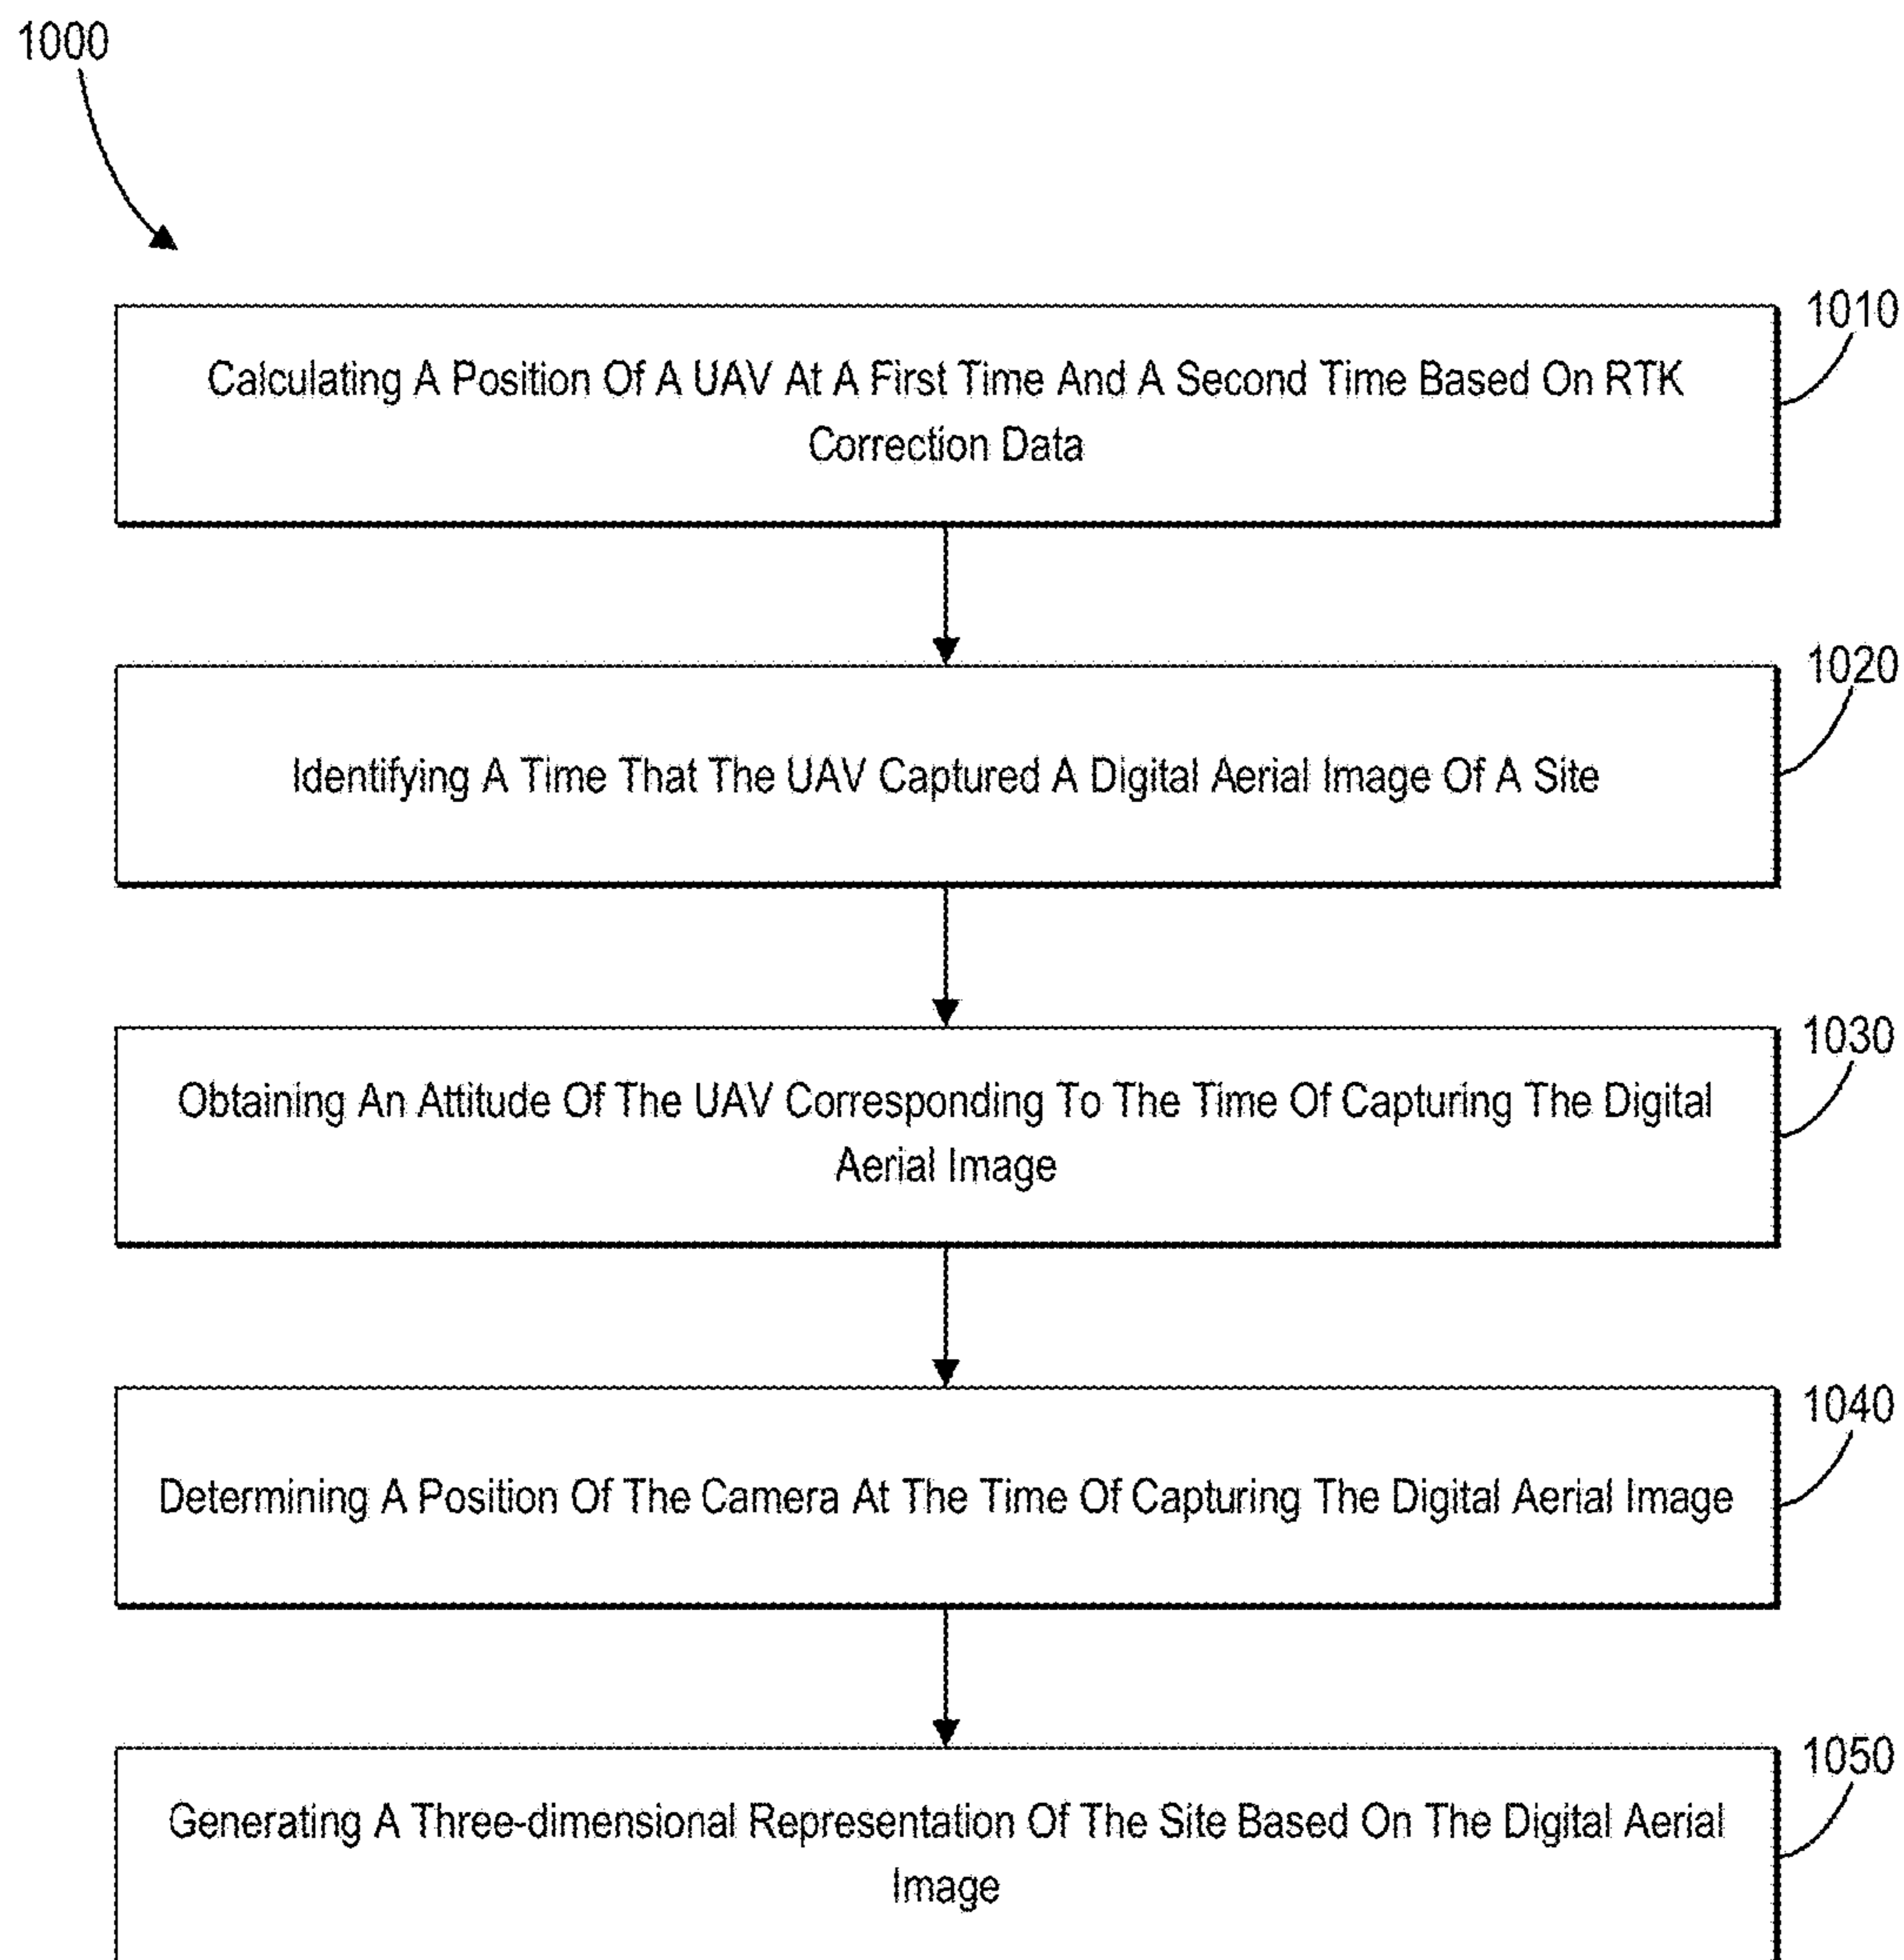 1000
1010
Calculating A Position Of A UAV At A First Time And A Second Time Based On RTK
Correction Data
1020
Identifying A Time That The UAV Captured A Digital Aerial Image Of A Site
1030
Obtaining An Attitude Of The UAV Corresponding To The Time Of Capturing The Digital
Aerial Image
1040
Determining A Position Of The Camera At The Time Of Capturing The Digital Aerial Image
1050
Generating A Three-dimensional Representation Of The Site Based On The Digital Aerial
Image